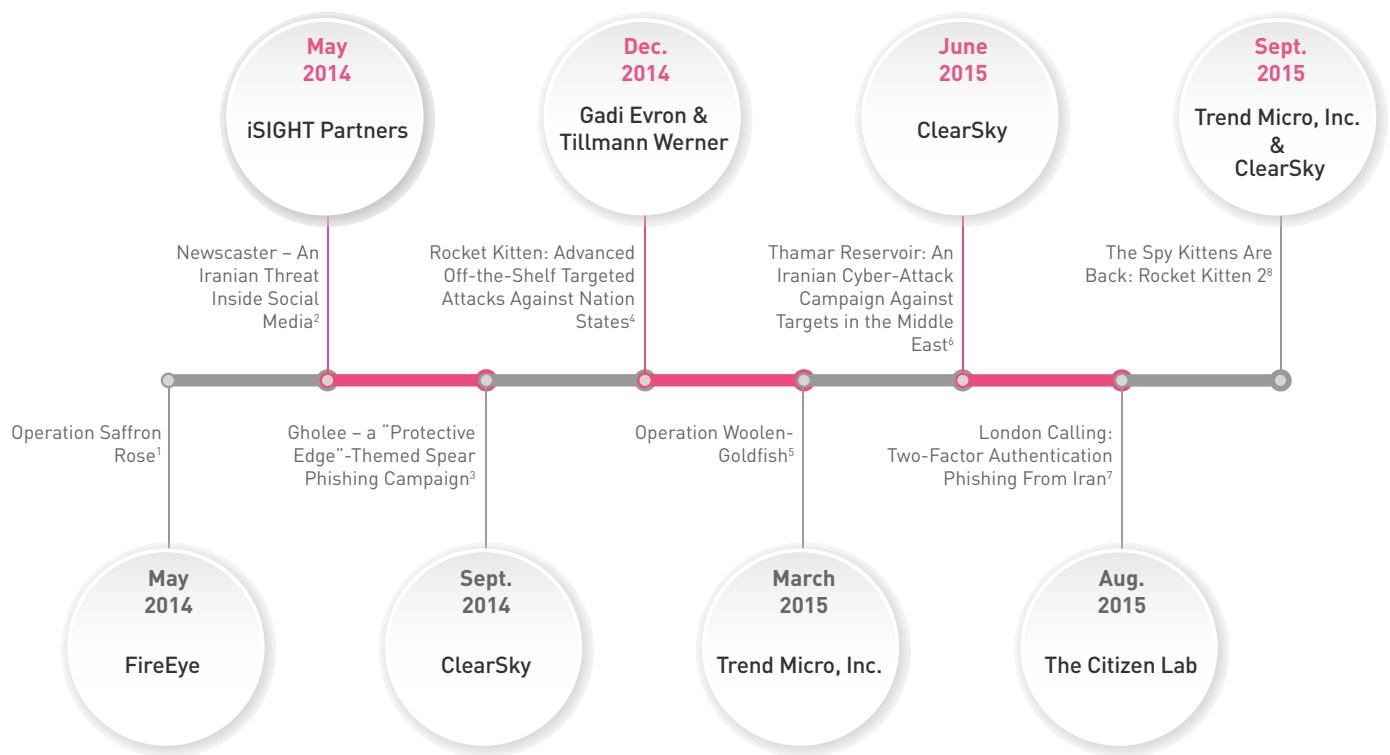 May
2014
iSIGHT Partners
Dec.
2014
Gadi Evron &
Tillmann Werner
June
2015
ClearSky
Sept.
2015
Trend Micro, Inc.
&
ClearSky
Newscaster – An
Iranian Threat
Inside Social
Media²
Rocket Kitten: Advanced
Off-the-Shelf Targeted
Attacks Against Nation
States⁴
Thamar Reservoir: An
Iranian Cyber-Attack
Campaign Against
Targets in the Middle
East⁶
The Spy Kittens Are
Back: Rocket Kitten 2⁸
Operation Saffron
Rose¹
Gholee – a “Protective
Edge”-Themed Spear
Phishing Campaign³
Operation Woolen-
Goldfish⁵
London Calling:
Two-Factor Authentication
Phishing From Iran⁷
May
2014
FireEye
Sept.
2014
ClearSky
March
2015
Trend Micro, Inc.
Aug.
2015
The Citizen Lab